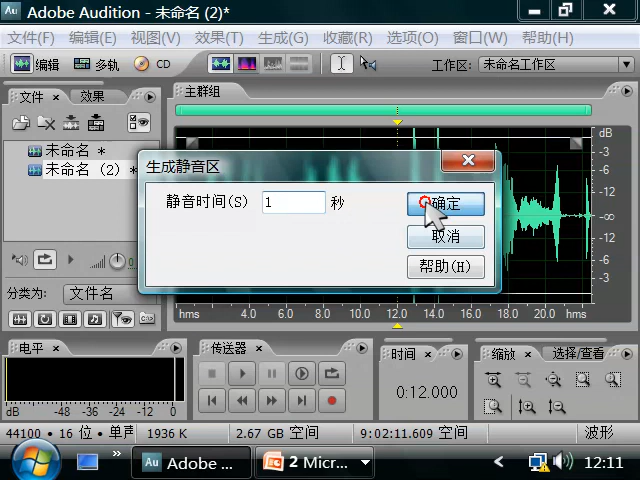 Adobe Audition - 未命名 (2)*
文件(F) 编辑(E) 视图(V) 效果(T) 生成(G) 收藏(R) 选项(O) 窗口(W) 帮助(H)
编辑 多轨 CD 工作区: 未命名工作区
文件 × 效果 主群组
未命名 *
未命名 (2) *
dB
-3
-6
-12
-∞
-12
-6
-3
生成静音区
静音时间(S) 1 秒
确定
取消
帮助(H)
分类为: 文件名
hms 4.0 6.0 8.0 10.0 12.0 14.0 16.0 18.0 20.0 hms
电平 × 传送器 × 时间 × 缩放 × 选择/查看
dB -48 -36 -24 -12 0
0:12.000
44100 • 16 位 • 单声 1936 K 2.67 GB 空间 9:02:11.609 空间 波形
Au Adobe ... 2 Micr... 12:11